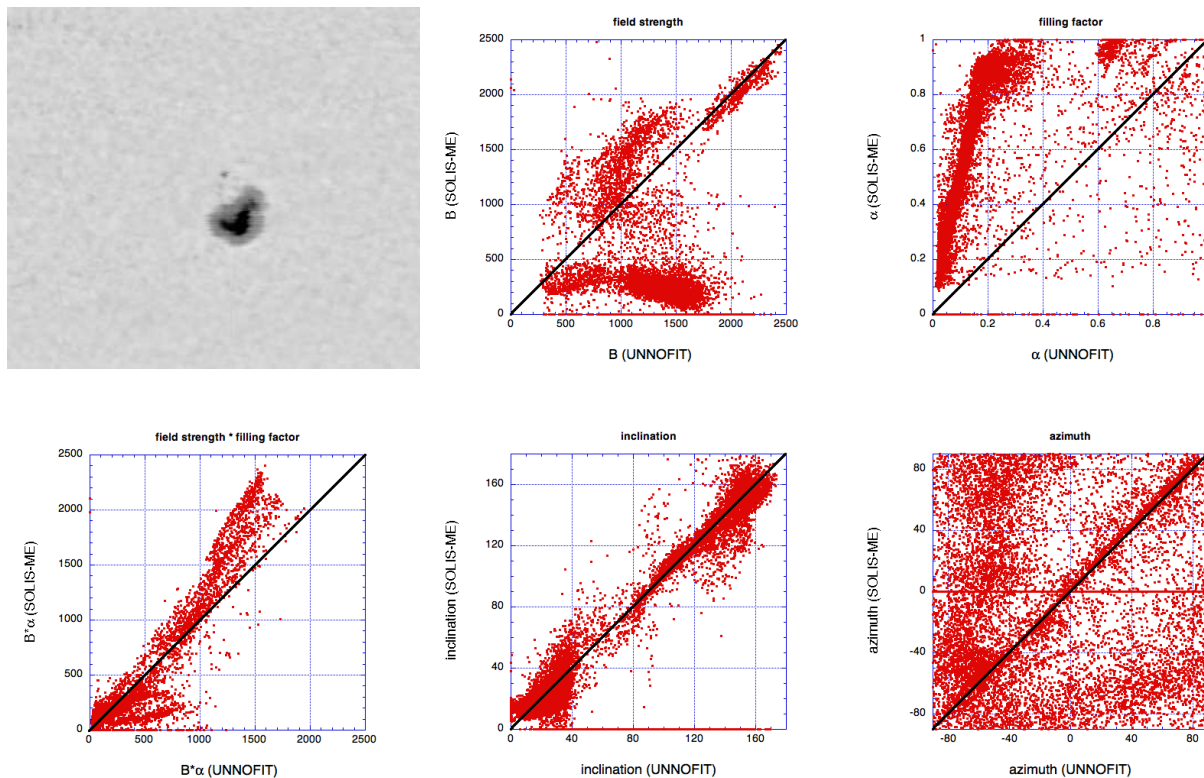 field strength
2500
2000
1500
1000
500
0
0 500 1000 1500 2000 2500
B (SOLIS-ME)
B (UNNOFIT)
filling factor
1
0.8
0.6
0.4
0.2
0
0 0.2 0.4 0.6 0.8
α (SOLIS-ME)
α (UNNOFIT)
field strength * filling factor
2500
2000
1500
1000
500
0
0 500 1000 1500 2000 2500
B*α (SOLIS-ME)
B*α (UNNOFIT)
inclination
160
120
80
40
0
0 40 80 120 160
inclination (SOLIS-ME)
inclination (UNNOFIT)
azimuth
80
40
0
-40
-80
-80 -40 0 40 80
azimuth (SOLIS-ME)
azimuth (UNNOFIT)